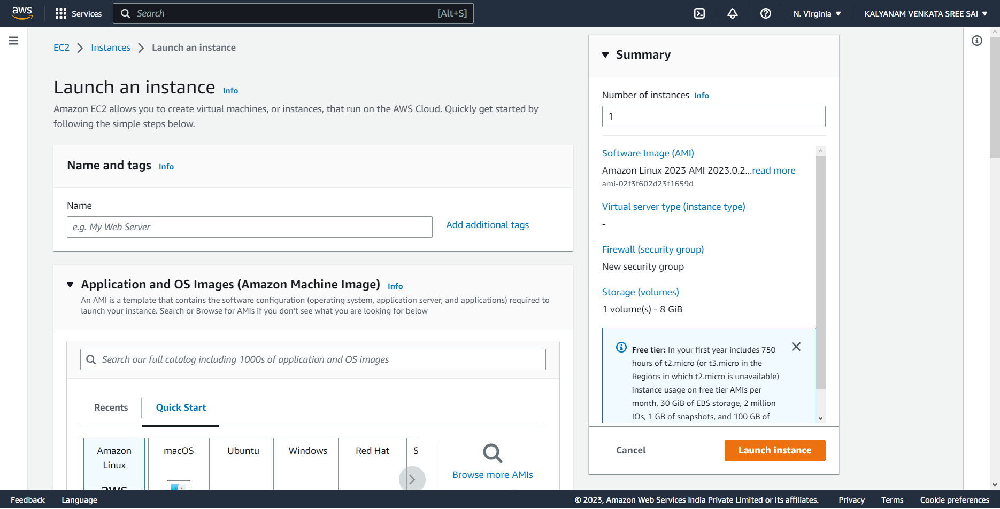 aws
Services
Search
[Alt+S]
N. Virginia
KALYANAM VENKATA SREE SAI
EC2
Instances
Launch an instance
Launch an instance
Info
Amazon EC2 allows you to create virtual machines, or instances, that run on the AWS Cloud. Quickly get started by
following the simple steps below.
Name and tags
Info
Name
e.g. My Web Server
Add additional tags
Application and OS Images (Amazon Machine Image)
Info
An AMI is a template that contains the software configuration (operating system, application server, and applications) required to
launch your instance. Search or Browse for AMIs if you don't see what you are looking for below
Search our full catalog including 1000s of application and OS images
Recents
Quick Start
Amazon
Linux
aws
macOS
Ubuntu
Windows
Red Hat
S
Browse more AMIs
Summary
Number of instances
Info
1
Software Image (AMI)
Amazon Linux 2023 AMI 2023.0.2...read more
ami-02f3f602d23f1659d
Virtual server type (instance type)
-
Firewall (security group)
New security group
Storage (volumes)
1 volume(s) - 8 GiB
Free tier: In your first year includes 750
hours of t2.micro (or t3.micro in the
Regions in which t2.micro is unavailable)
instance usage on free tier AMIs per
month, 30 GiB of EBS storage, 2 million
IOs, 1 GB of snapshots, and 100 GB of
Cancel
Launch instance
Feedback
Language
© 2023, Amazon Web Services India Private Limited or its affiliates.
Privacy
Terms
Cookie preferences